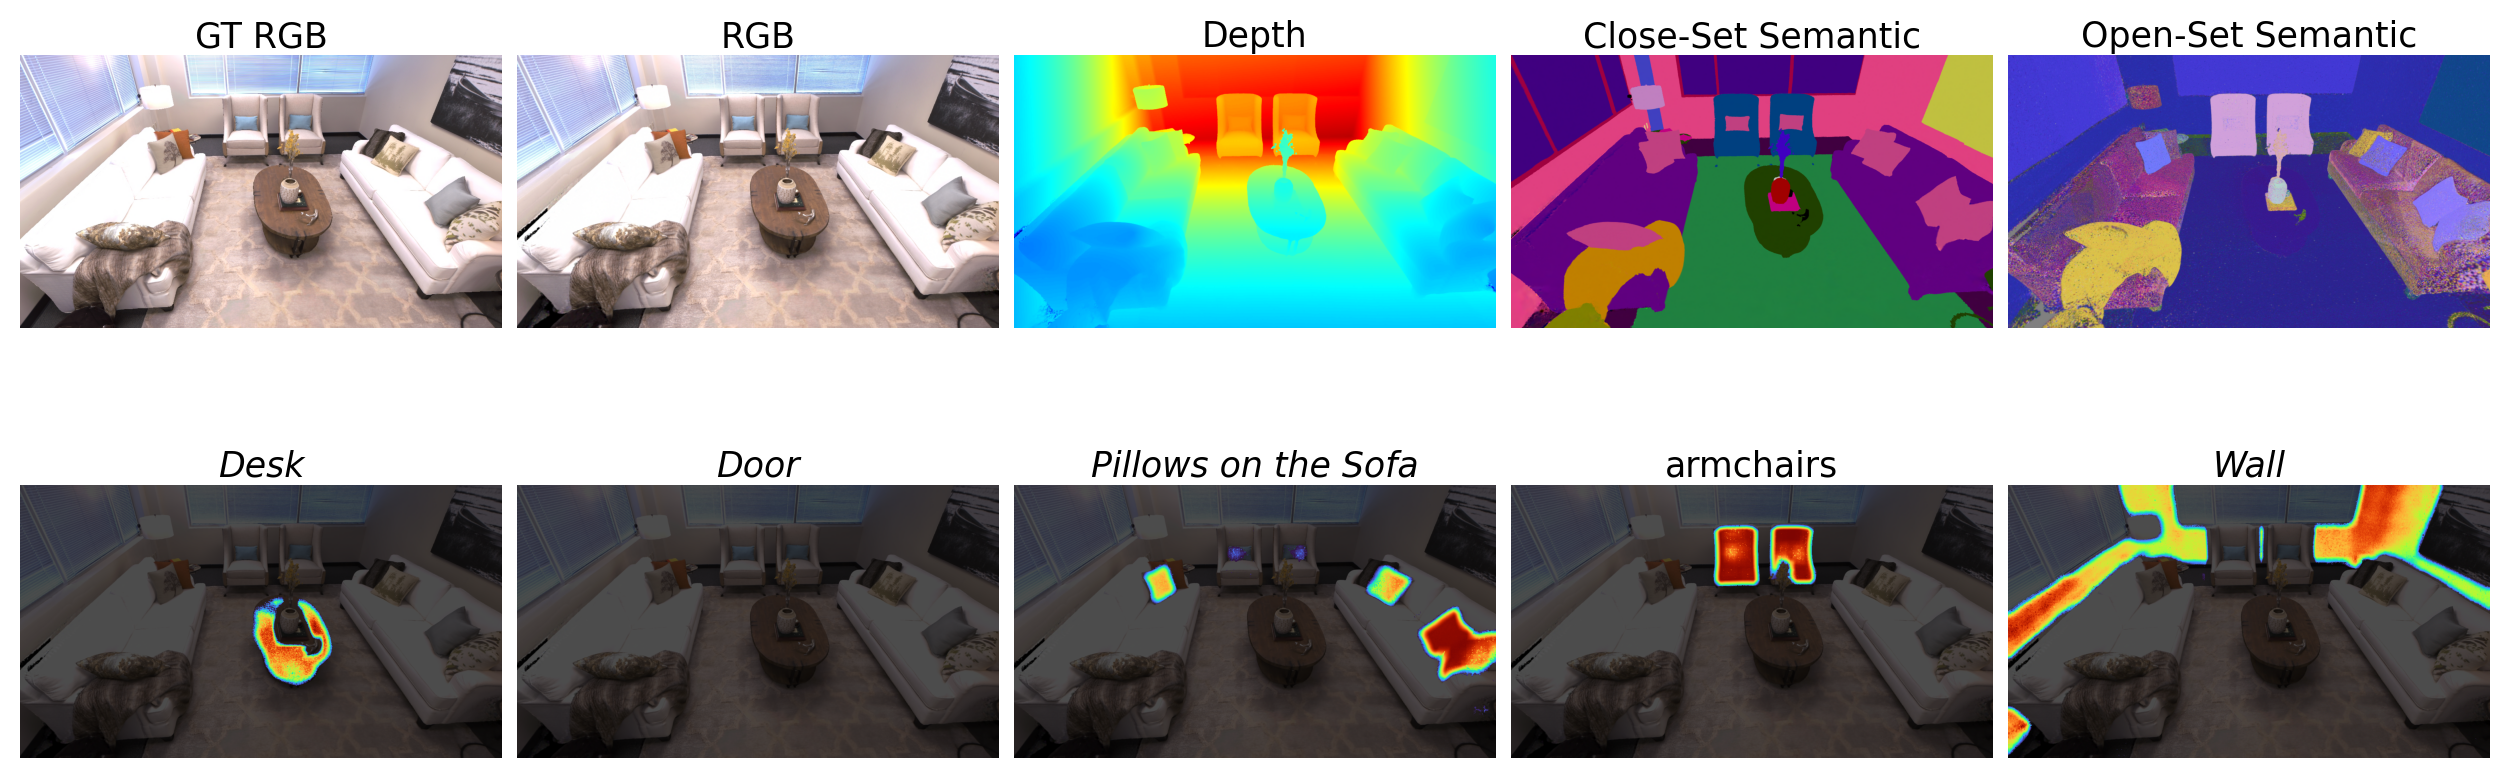 GT RGB
RGB
Depth
Close-Set Semantic
Open-Set Semantic
Desk
Door
Pillows on the Sofa
armchairs
Wall